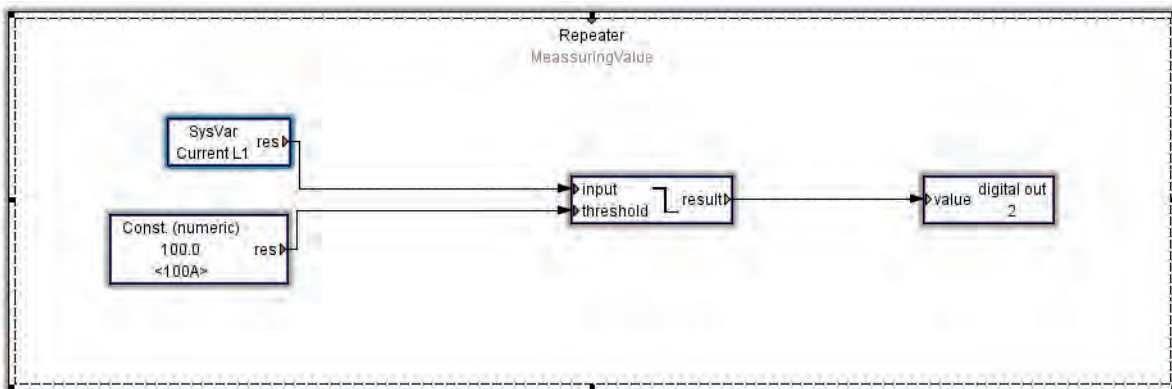 Repeater
MeassuringValue
SysVar
Current L1
res
Const. (numeric)
100.0
<100A>
res
input
threshold
result
value
digital out
2